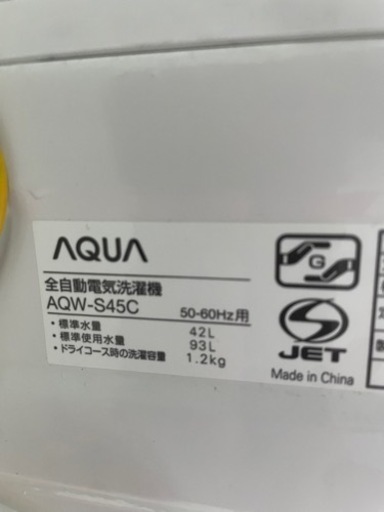 AQUA
全自動電気洗濯機
AQW-S45C 50-60Hz用
・標準水量 42L
・標準使用水量 93L
・ドライコース時の洗濯容量 1.2kg
G
S
JET
Made in China